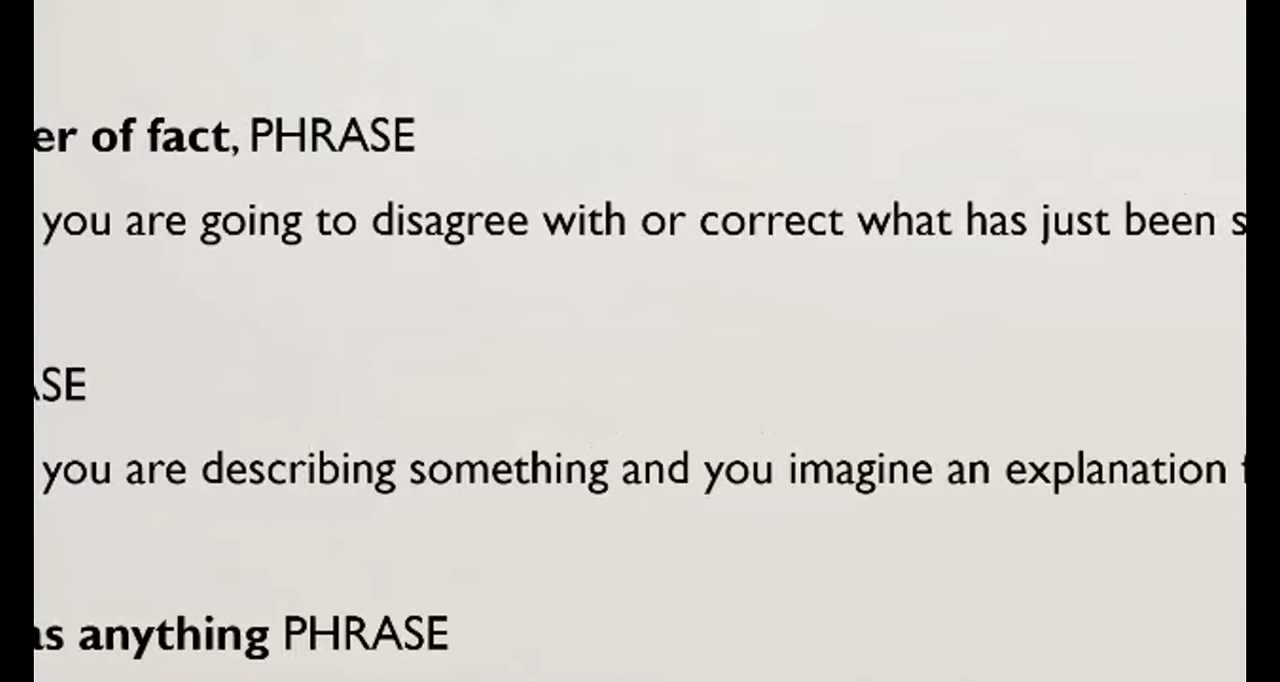 er of fact, PHRASE
you are going to disagree with or correct what has just been s
SE
you are describing something and you imagine an explanation
as anything PHRASE